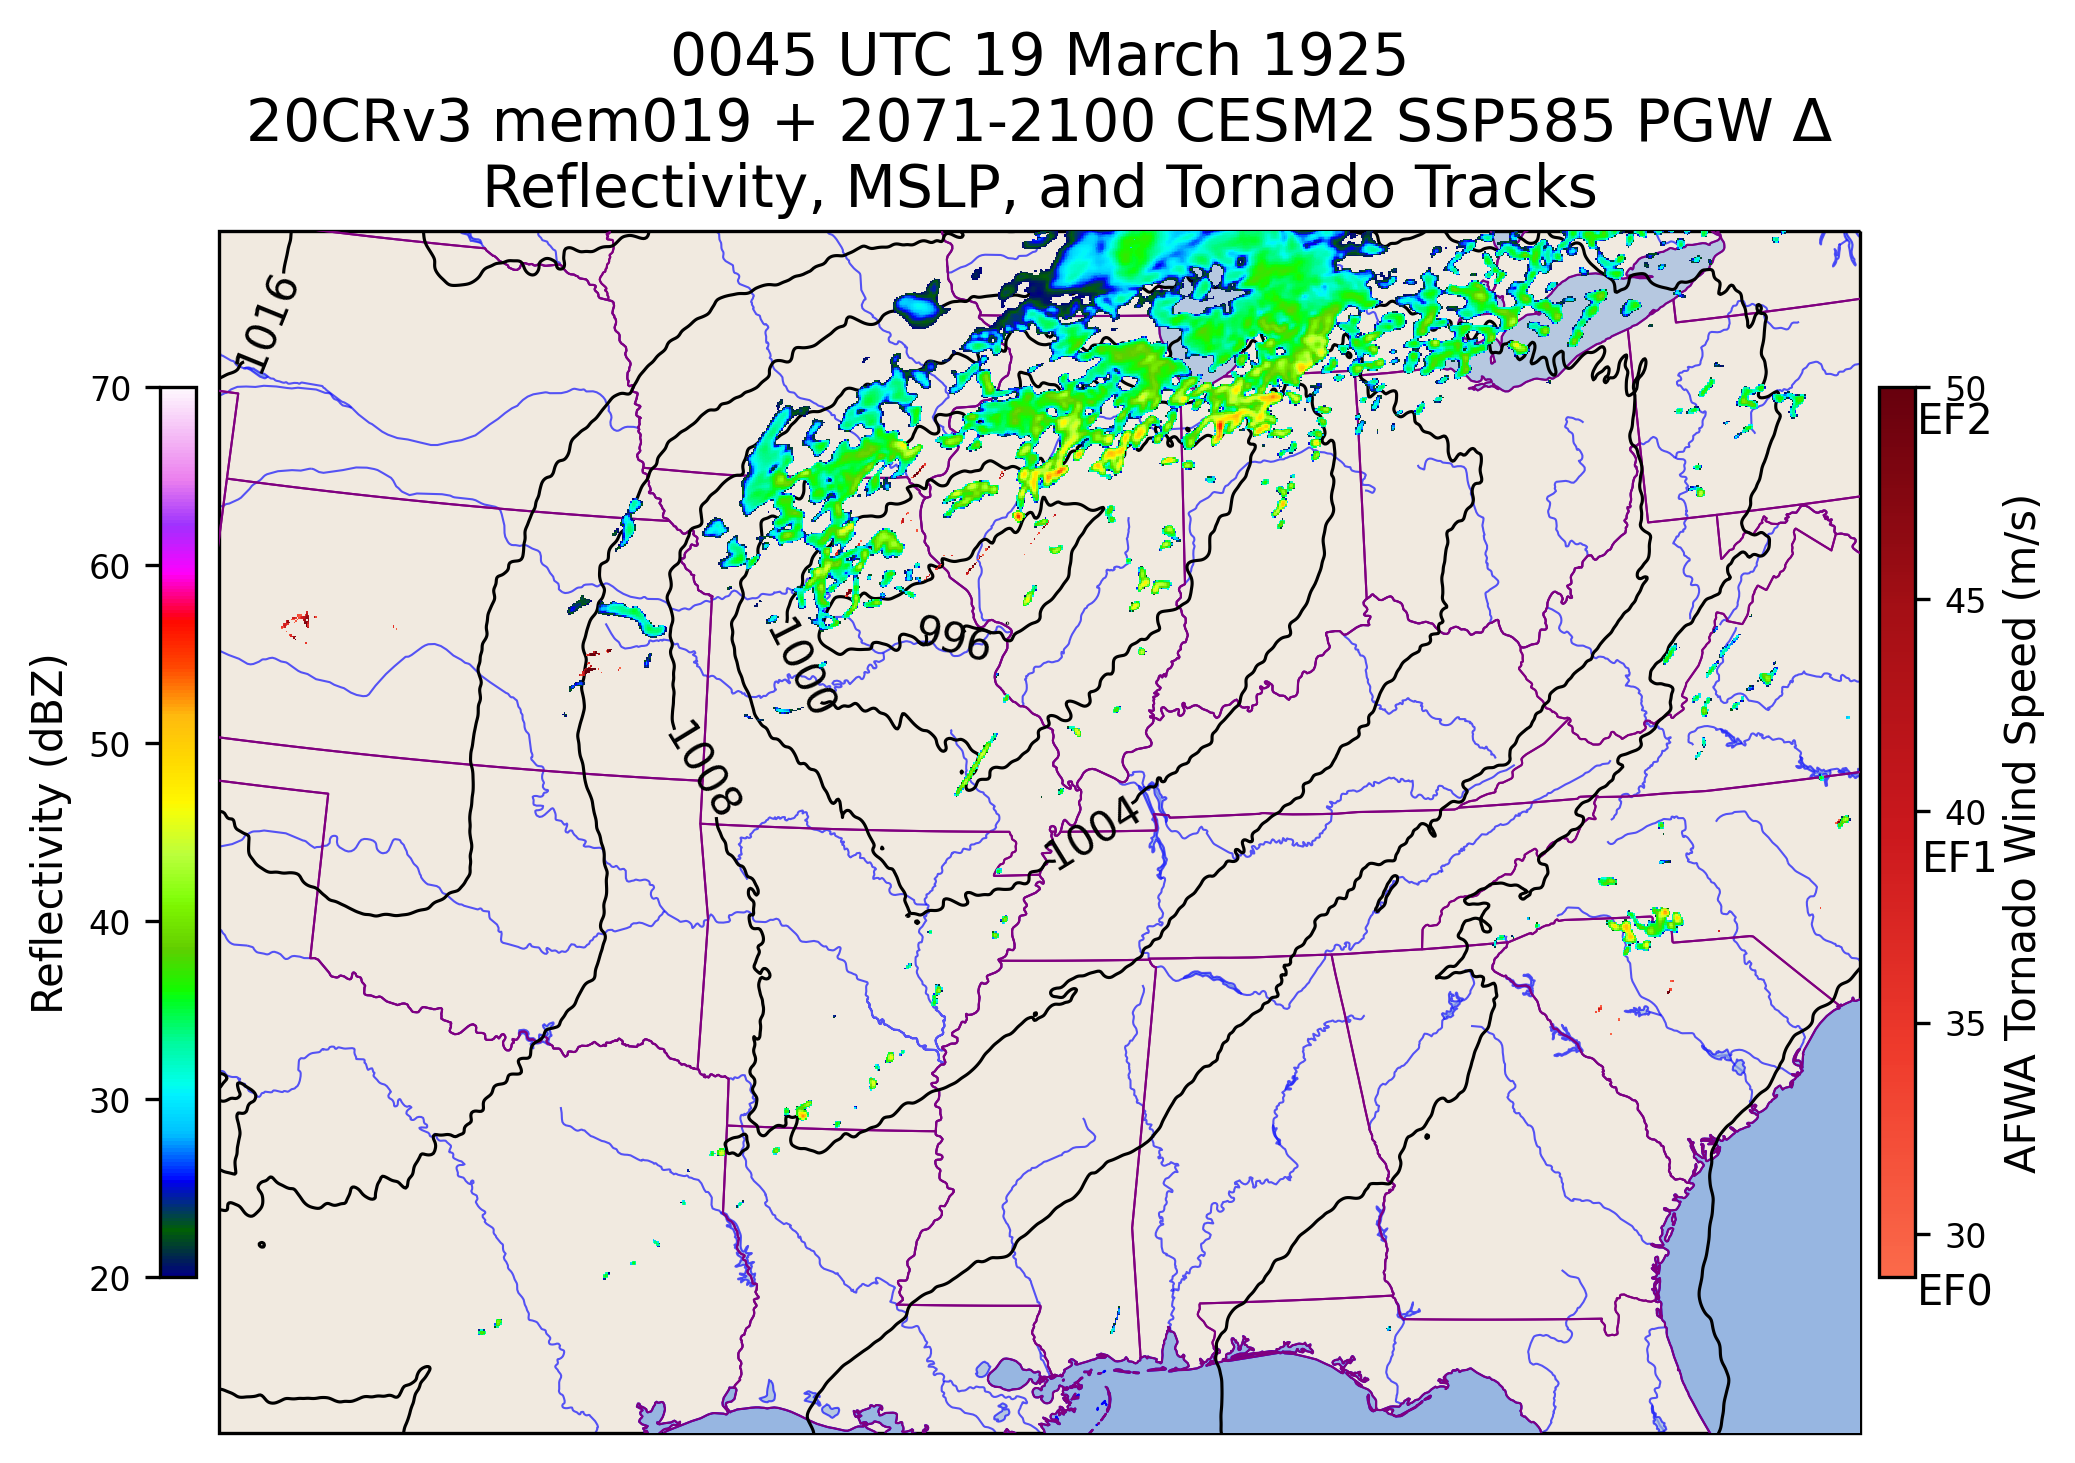 0045 UTC 19 March 1925
20CRv3 mem019 + 2071-2100 CESM2 SSP585 PGW Δ
Reflectivity, MSLP, and Tornado Tracks
1016
1000
996
1008
1004
70
60
50
40
30
20
Reflectivity (dBZ)
50
EF2
45
40
EF1
35
30
EF0
AFWA Tornado Wind Speed (m/s)